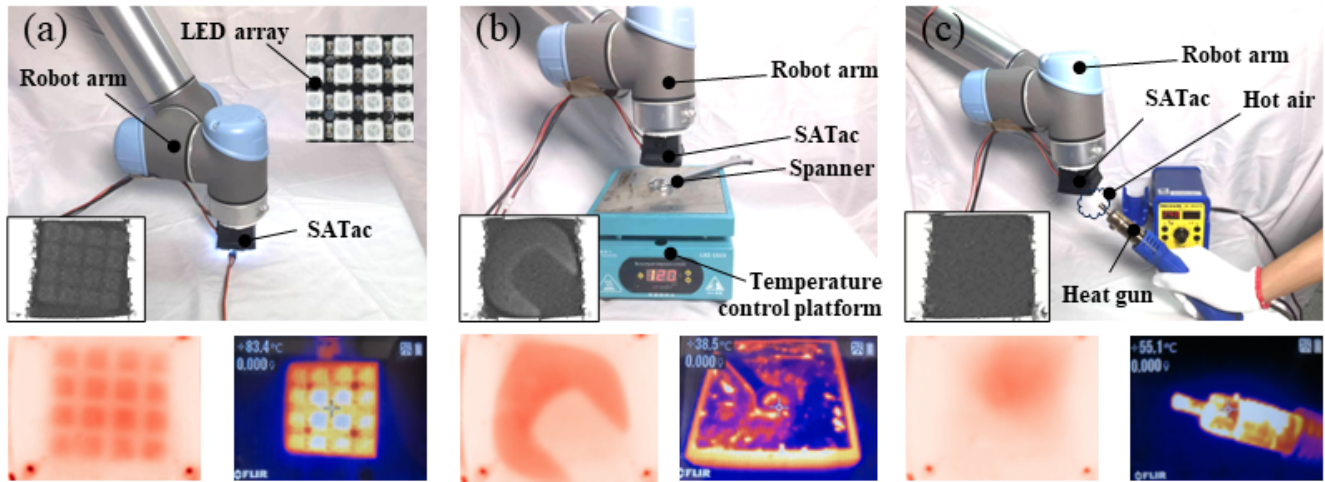 (a)
LED array
Robot arm
SATac
(b)
Robot arm
SATac
Spanner
120
Temperature
control platform
(c)
Robot arm
SATac
Hot air
Heat gun
83.4°C
0.000
FLIR
38.5°C
0.000
FLIR
55.1°C
0.000
FLIR